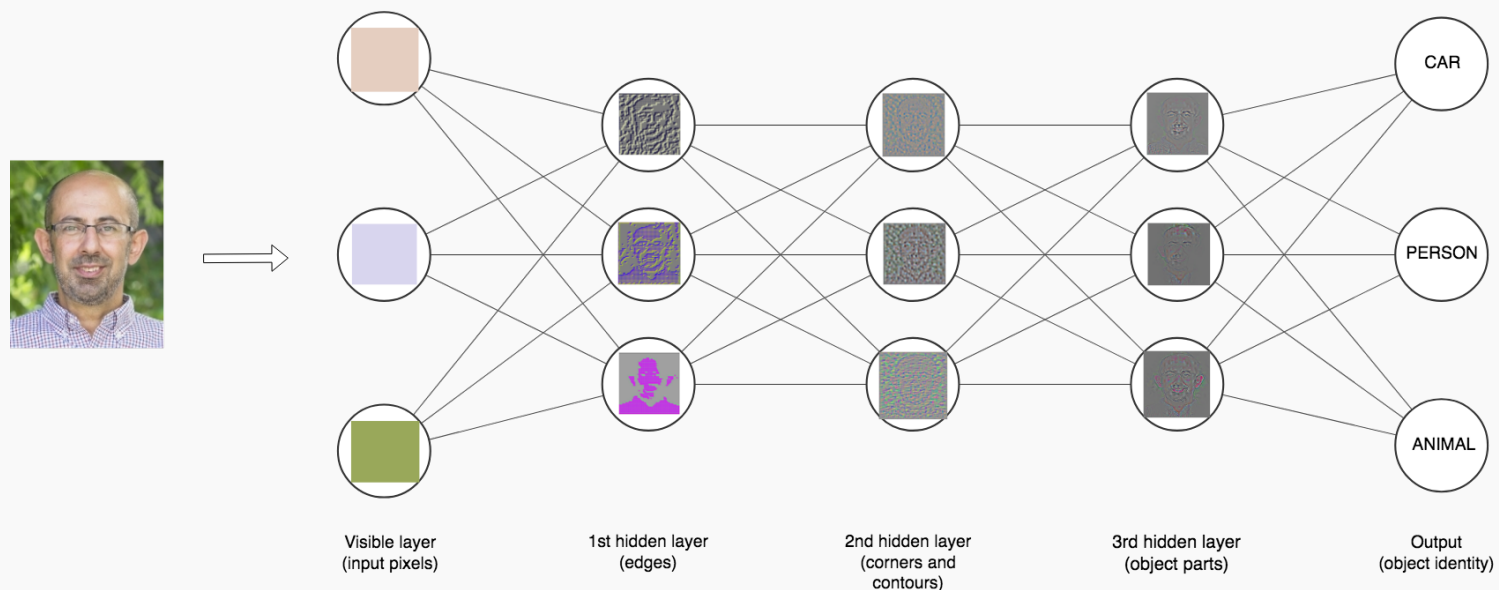 CAR
PERSON
ANIMAL
Visible layer
(input pixels)
1st hidden layer
(edges)
2nd hidden layer
(corners and
contours)
3rd hidden layer
(object parts)
Output
(object identity)